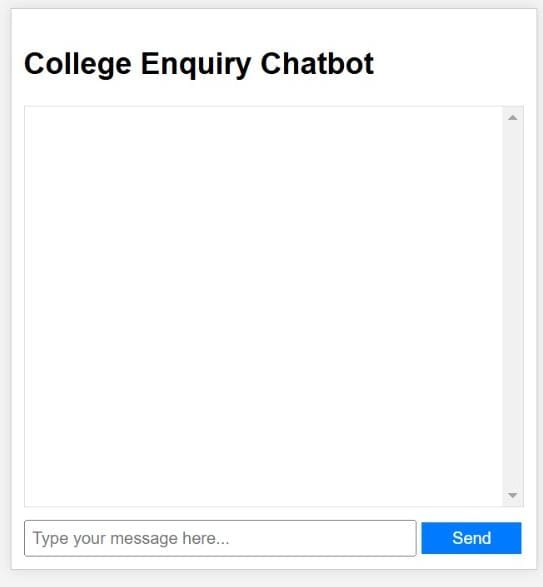 College Enquiry Chatbot
Type your message here...
Send